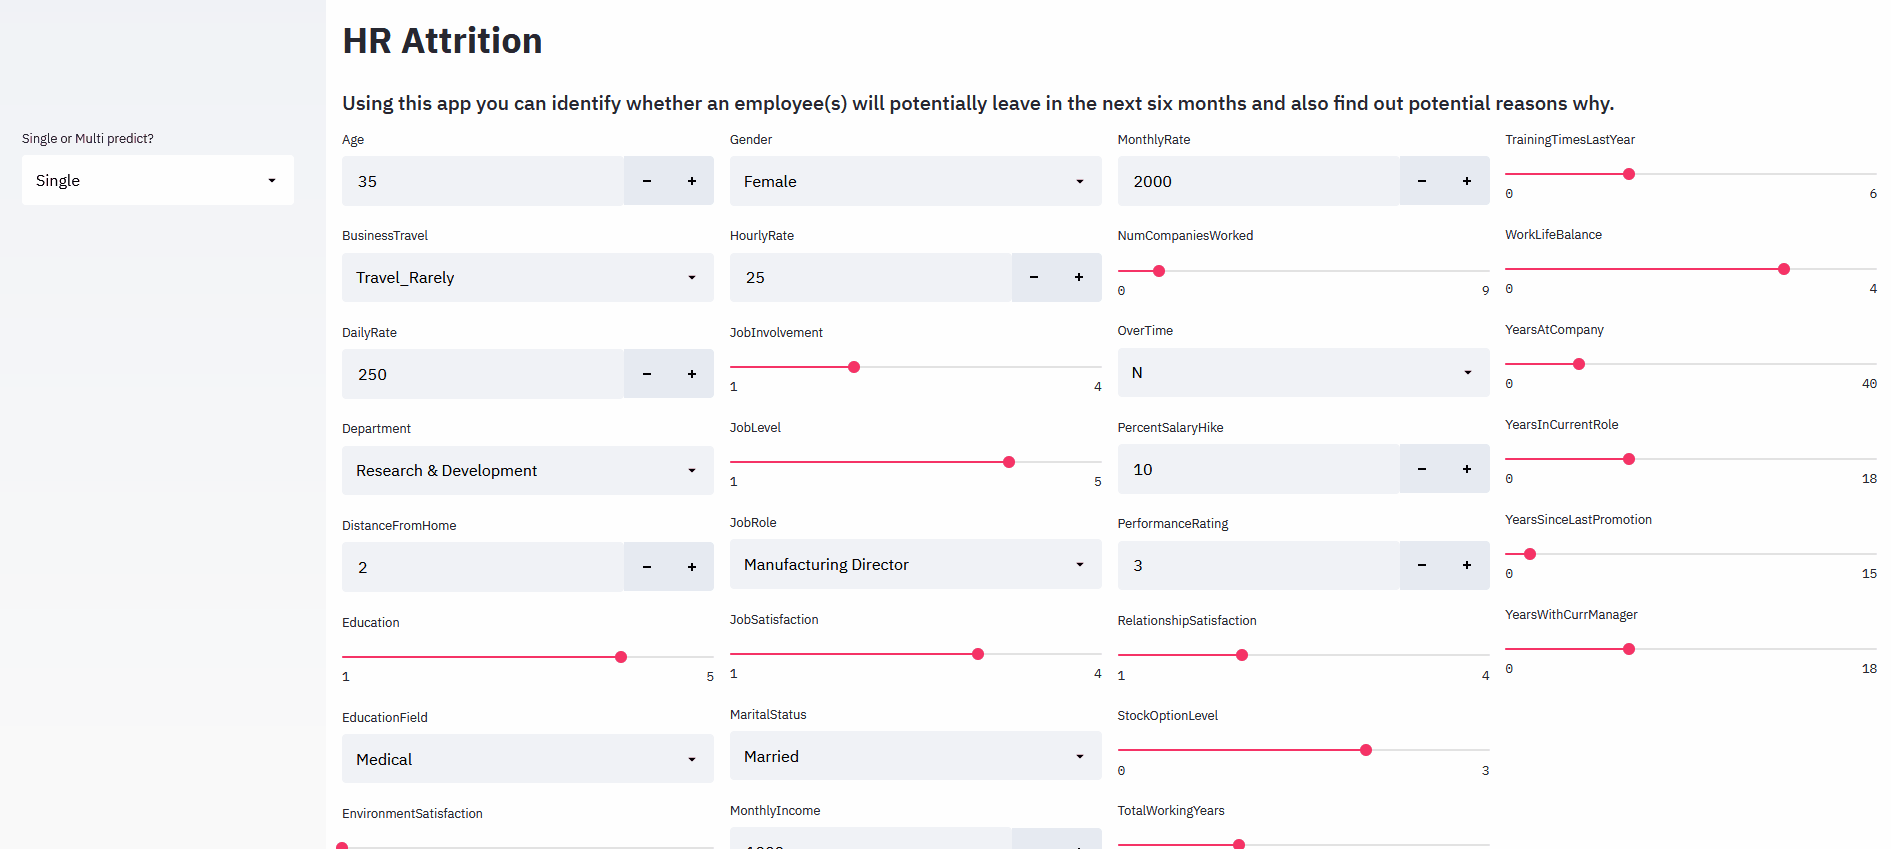 HR Attrition
Using this app you can identify whether an employee(s) will potentially leave in the next six months and also find out potential reasons why.
Single or Multi predict?
Single
Age
35
BusinessTravel
Travel_Rarely
DailyRate
250
Department
Research & Development
DistanceFromHome
2
Education
1 5
EducationField
Medical
EnvironmentSatisfaction
Gender
Female
HourlyRate
25
JobInvolvement
1 4
JobLevel
1 5
JobRole
Manufacturing Director
JobSatisfaction
1 4
MaritalStatus
Married
MonthlyIncome
MonthlyRate
2000
NumCompaniesWorked
0 9
OverTime
N
PercentSalaryHike
10
PerformanceRating
3
RelationshipSatisfaction
1 4
StockOptionLevel
0 3
TotalWorkingYears
TrainingTimesLastYear
0 6
WorkLifeBalance
0 4
YearsAtCompany
0 40
YearsInCurrentRole
0 18
YearsSinceLastPromotion
0 15
YearsWithCurrManager
0 18